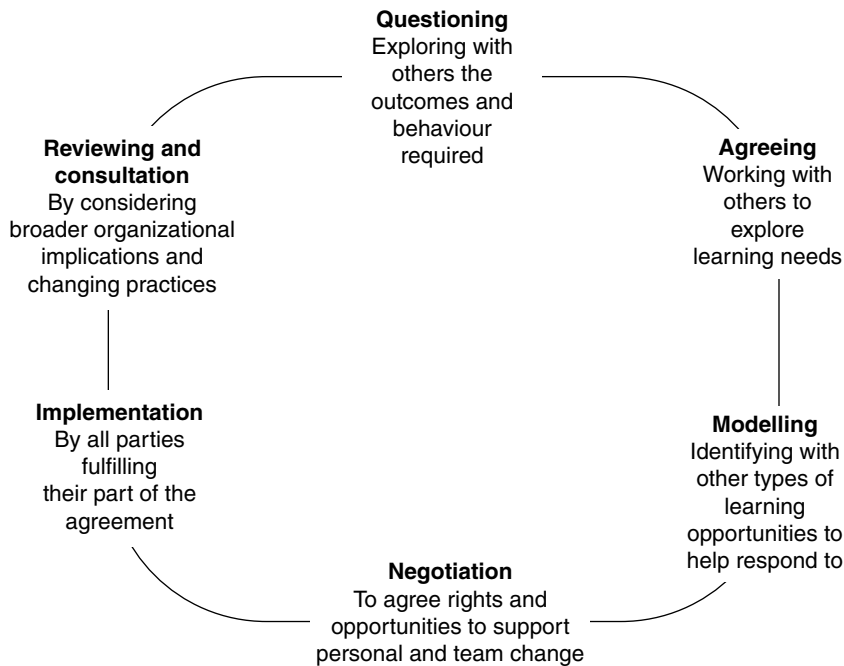 Questioning
Exploring with
others the
outcomes and
behaviour
required
Agreeing
Working with
others to
explore
learning needs
Modelling
Identifying with
other types of
learning
opportunities to
help respond to
Negotiation
To agree rights and
opportunities to support
personal and team change
Implementation
By all parties
fulfilling
their part of the
agreement
Reviewing and
consultation
By considering
broader organizational
implications and
changing practices